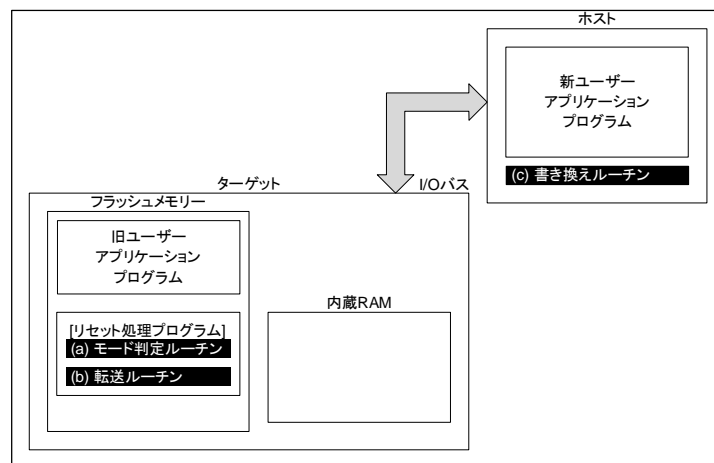 ホスト
新ユーザー
アプリケーション
プログラム
(c) 書き換えルーチン
ターゲット
I/Oバス
フラッシュメモリー
旧ユーザー
アプリケーション
プログラム
内蔵RAM
[リセット処理プログラム]
(a) モード判定ルーチン
(b) 転送ルーチン